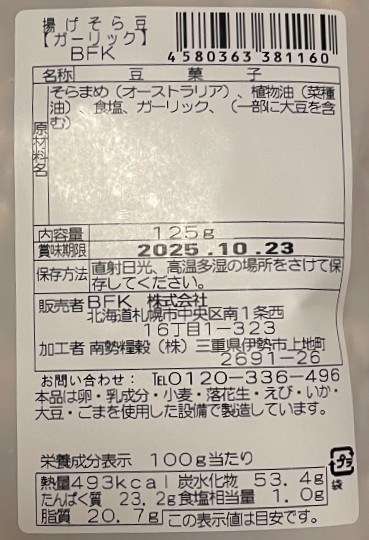 揚げそら豆
【ガーリック】
BFK
4580363381160
名称 豆菓子
原材料名 そらまめ（オーストラリア）、植物油（菜種
油）、食塩、ガーリック、（一部に大豆を含
む）
内容量 125g
賞味期限 2025.10.23
保存方法 直射日光、高温多湿の場所をさけて保
存してください。
販売者 BFK 株式会社
北海道札幌市中央区南1条西
16丁目1-323
加工者 南勢糧穀（株）三重県伊勢市上地町
2691-26
お問い合わせ： TEL0120-336-496
本品は卵・乳成分・小麦・落花生・えび・いか・
大豆・ごまを使用した設備で製造しています。
栄養成分表示 100g当たり
熱量493kcal 炭水化物 53.4g
たんぱく質 23.2g 食塩相当量 1.0g
脂質 20.7g この表示値は目安です。
プラ
袋